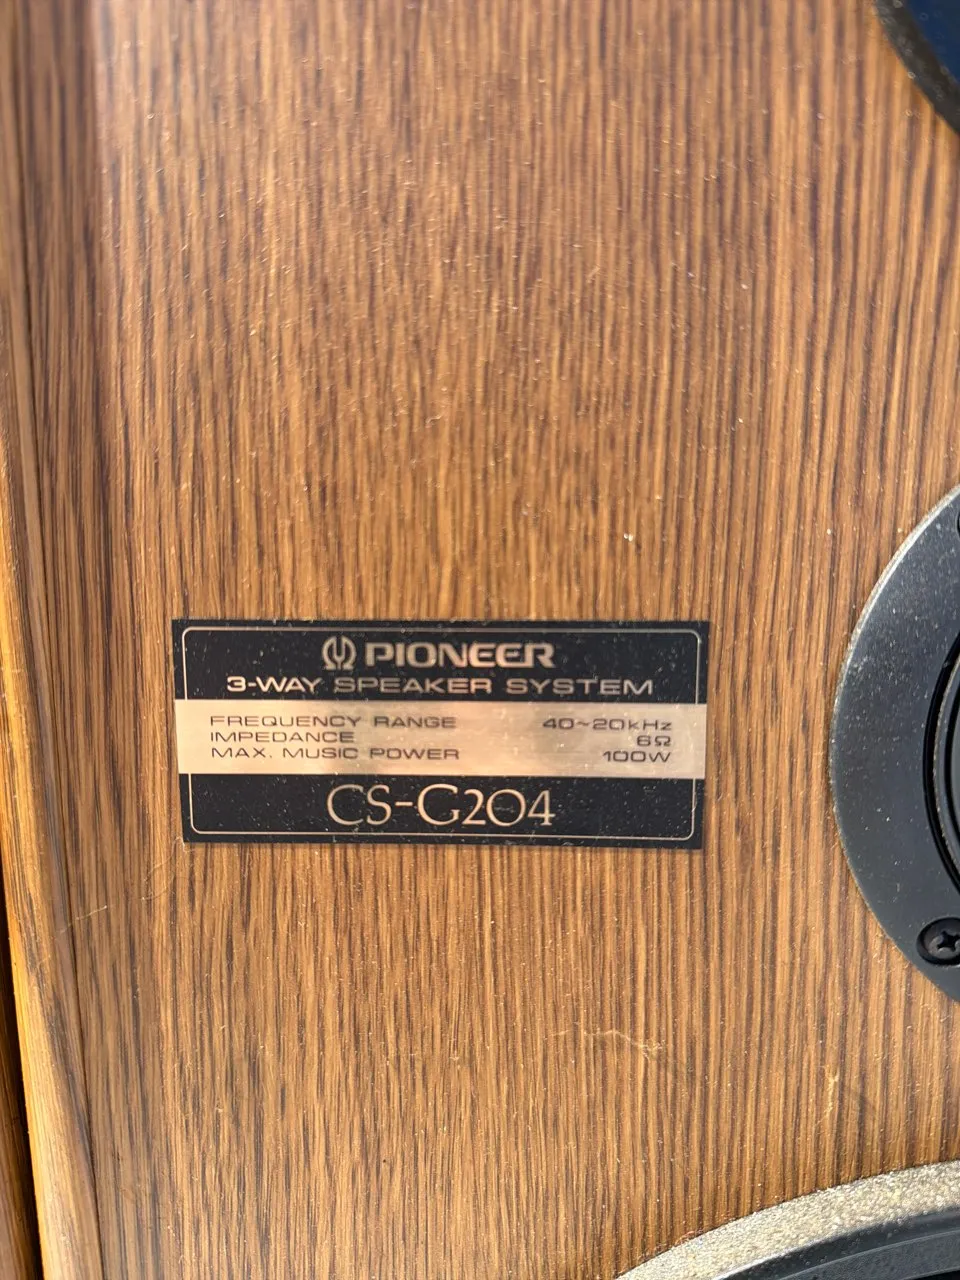 PIONEER
3-WAY SPEAKER SYSTEM
FREQUENCY RANGE 40~20kHz
IMPEDANCE 6Ω
MAX. MUSIC POWER 100W
CS-G204